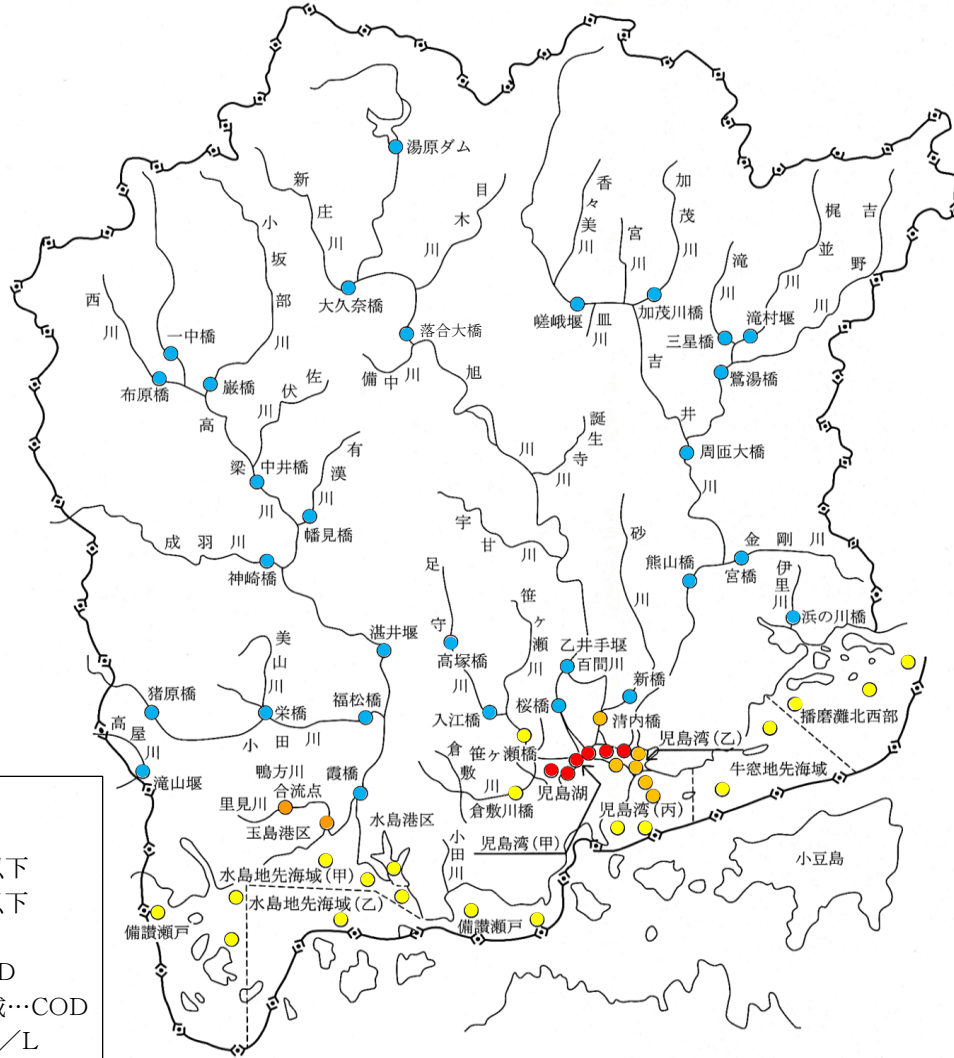 湯原ダム
新庄川
目木川
大久奈橋
落合大橋
備中川
旭川
誕生寺川
小坂部川
西川
一中橋
布原橋
巌橋
佐伏川
高梁川
中井橋
有漢川
幡見橋
成羽川
神崎橋
香々美川
宮川
加茂川
嵯峨堰
皿川
加茂川橋
滝川
梶並川
吉野川
三星橋
滝村堰
鷺湯橋
吉井川
周匝大橋
宇甘川
砂川
金剛川
熊山橋
宮橋
伊里川
浜の川橋
足守川
高塚橋
笹ヶ瀬川
乙井手堰
百間川
新橋
湛井堰
美山川
猪原橋
栄橋
福松橋
小田川
高屋川
滝山堰
入江橋
桜橋
清内橋
笹ヶ瀬橋
児島湖
倉敷川
倉敷川橋
児島湾(乙)
児島湾(丙)
児島湾(甲)
播磨灘北西部
牛窓地先海域
鴨方川
合流点
里見川
霞橋
玉島港区
水島港区
小田川
水島地先海域(甲)
水島地先海域(乙)
備讃瀬戸
備讃瀬戸
小豆島
以下
以下
D
域…COD
/L